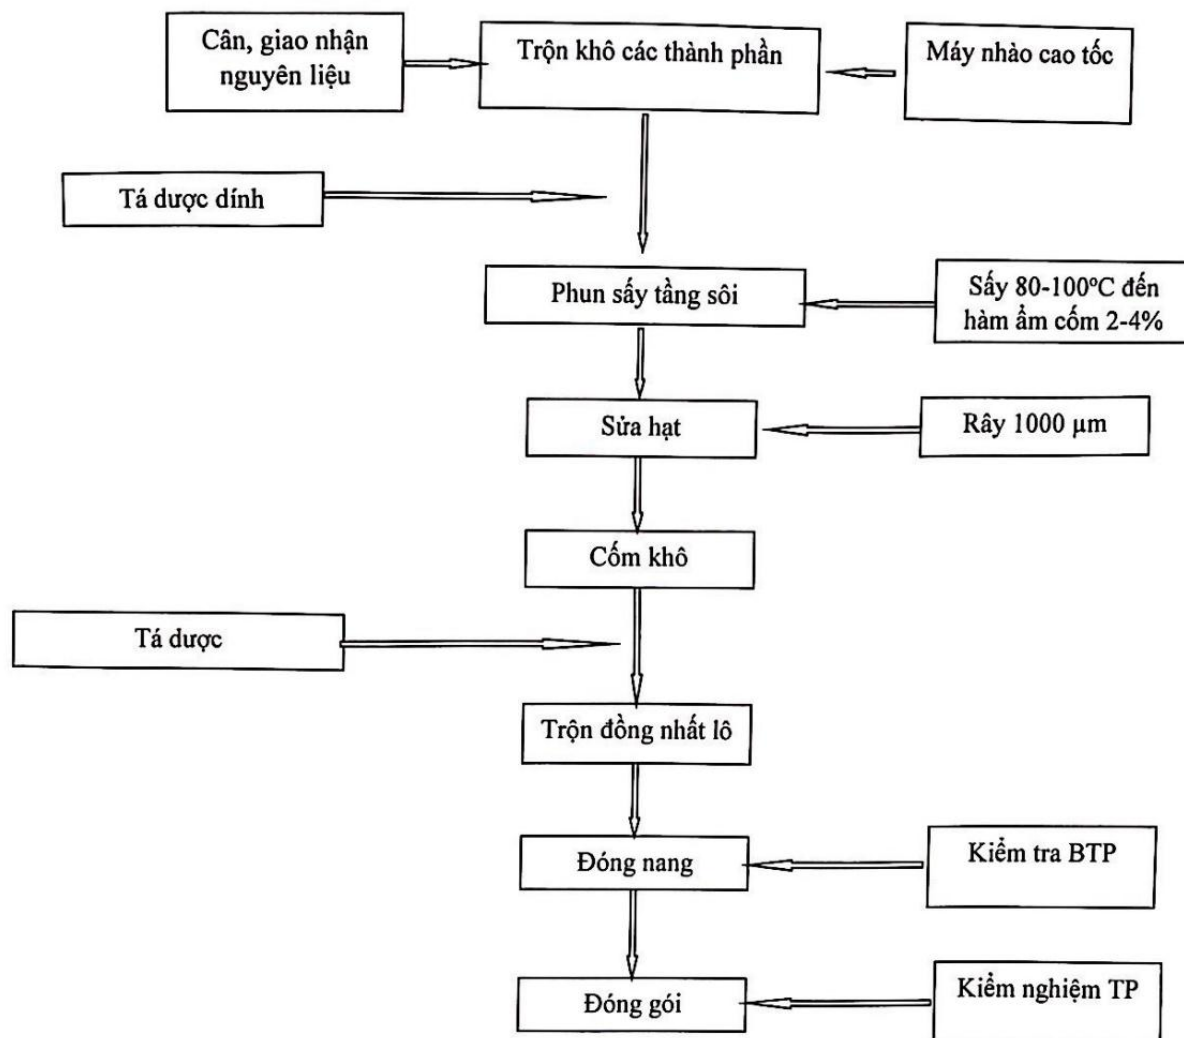 Cân, giao nhận
nguyên liệu
Trộn khô các thành phần
Máy nhào cao tốc
Tá dược dính
Phun sấy tầng sôi
Sấy 80-100ºC đến
hàm ẩm cốm 2-4%
Sửa hạt
Rây 1000 µm
Cốm khô
Tá dược
Trộn đồng nhất lô
Đóng nang
Kiểm tra BTP
Đóng gói
Kiểm nghiệm TP